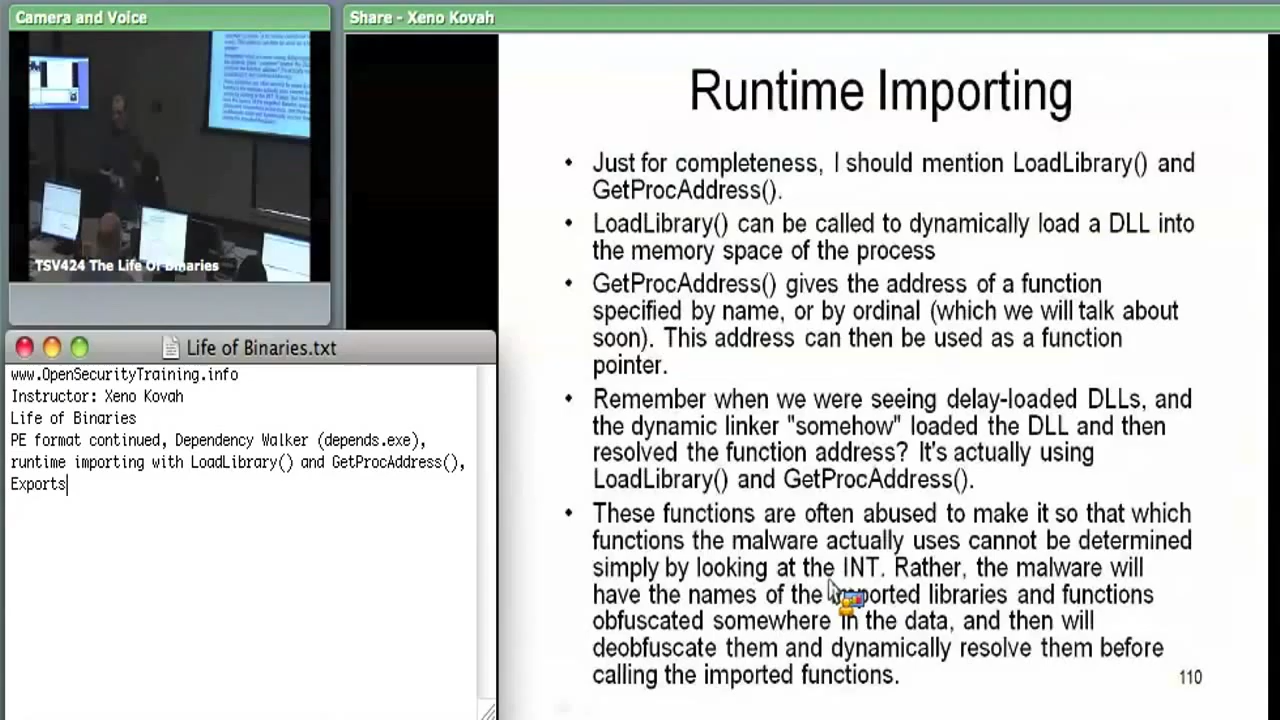 Camera and Voice
TSV424 The Life Of Binaries
Life of Binaries.txt
www.OpenSecurityTraining.info
Instructor: Xeno Kovah
Life of Binaries
PE format continued, Dependency Walker (depends.exe),
runtime importing with LoadLibrary() and GetProcAddress(),
Exports
Share - Xeno Kovah
Runtime Importing
• Just for completeness, I should mention LoadLibrary() and
GetProcAddress().
• LoadLibrary() can be called to dynamically load a DLL into
the memory space of the process
• GetProcAddress() gives the address of a function
specified by name, or by ordinal (which we will talk about
soon). This address can then be used as a function
pointer.
• Remember when we were seeing delay-loaded DLLs, and
the dynamic linker "somehow" loaded the DLL and then
resolved the function address? It's actually using
LoadLibrary() and GetProcAddress().
• These functions are often abused to make it so that which
functions the malware actually uses cannot be determined
simply by looking at the INT. Rather, the malware will
have the names of the imported libraries and functions
obfuscated somewhere in the data, and then will
deobfuscate them and dynamically resolve them before
calling the imported functions.
110